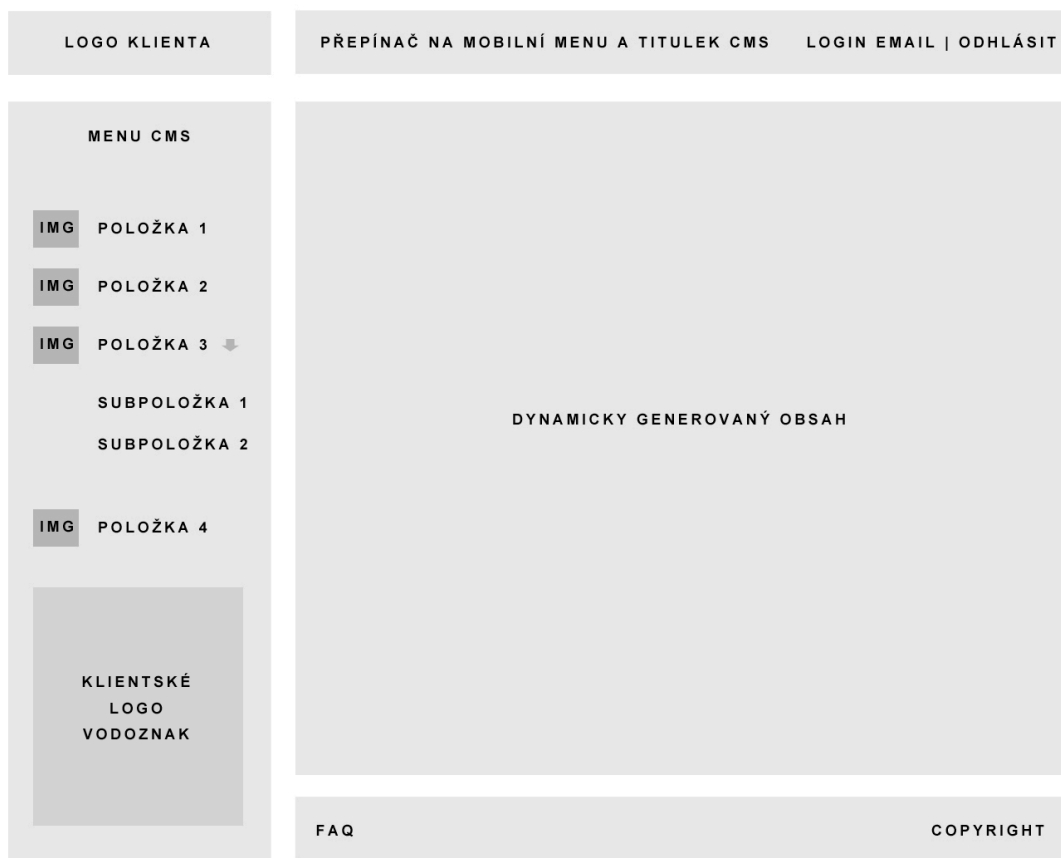 LOGO KLIENTA
PŘEPÍNAČ NA MOBILNÍ MENU A TITULEK CMS
LOGIN EMAIL | ODHLÁSIT
MENU CMS
IMG POLOŽKA 1
IMG POLOŽKA 2
IMG POLOŽKA 3
SUBPOLOŽKA 1
SUBPOLOŽKA 2
IMG POLOŽKA 4
KLIENTSKÉ
LOGO
VODOZNAK
DYNAMICKY GENEROVANÝ OBSAH
FAQ
COPYRIGHT